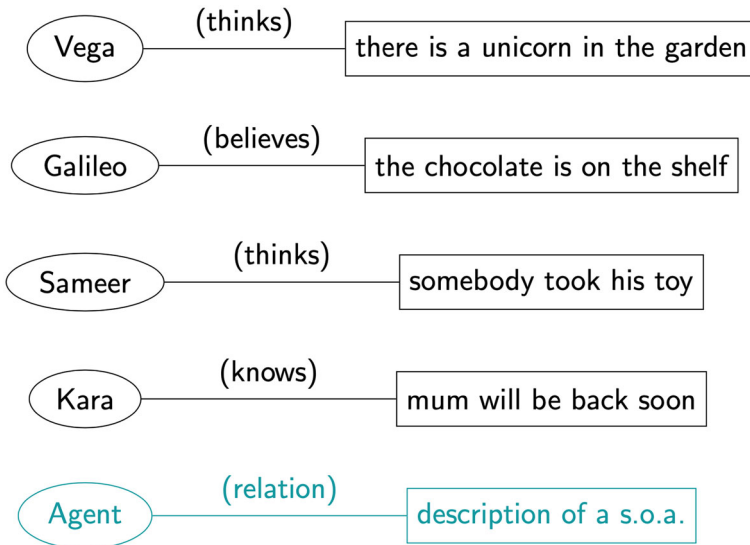 (thinks)
Vega there is a unicorn in the garden
(believes)
Galileo the chocolate is on the shelf
(thinks)
Sameer somebody took his toy
(knows)
Kara mum will be back soon
(relation)
Agent description of a s.o.a.